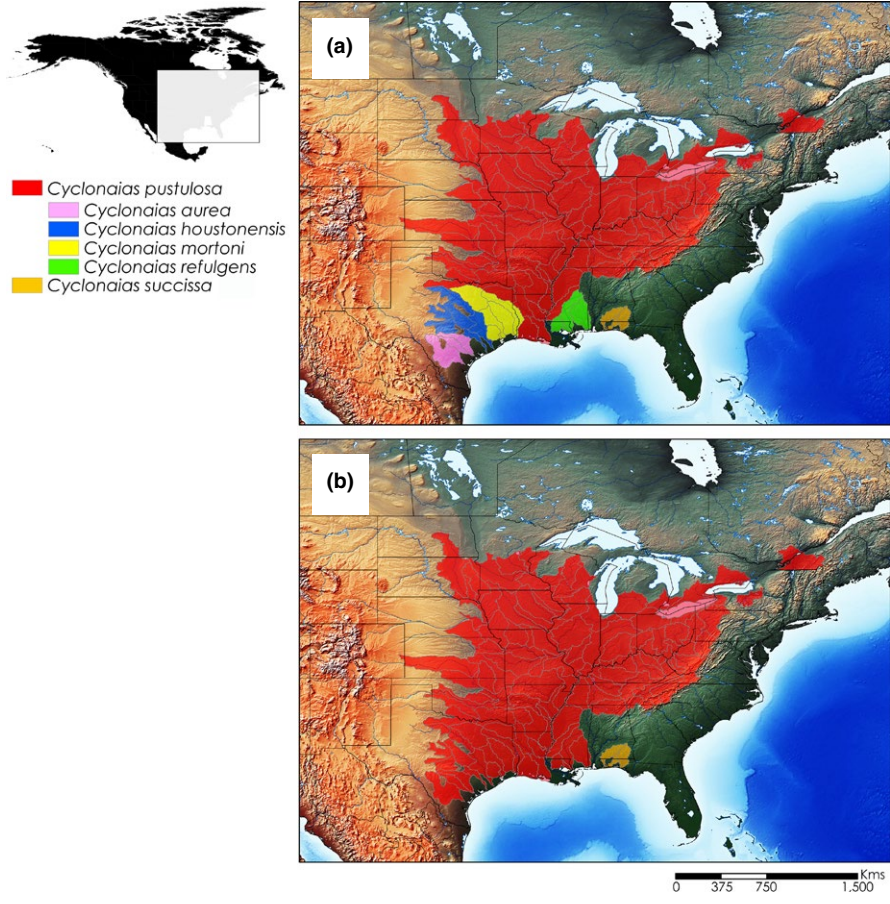 (a)
Cyclonaias pustulosa
Cyclonaias aurea
Cyclonaias houstonensis
Cyclonaias mortoni
Cyclonaias refulgens
Cyclonaias succissa
(b)
Kms
0 375 750 1.500